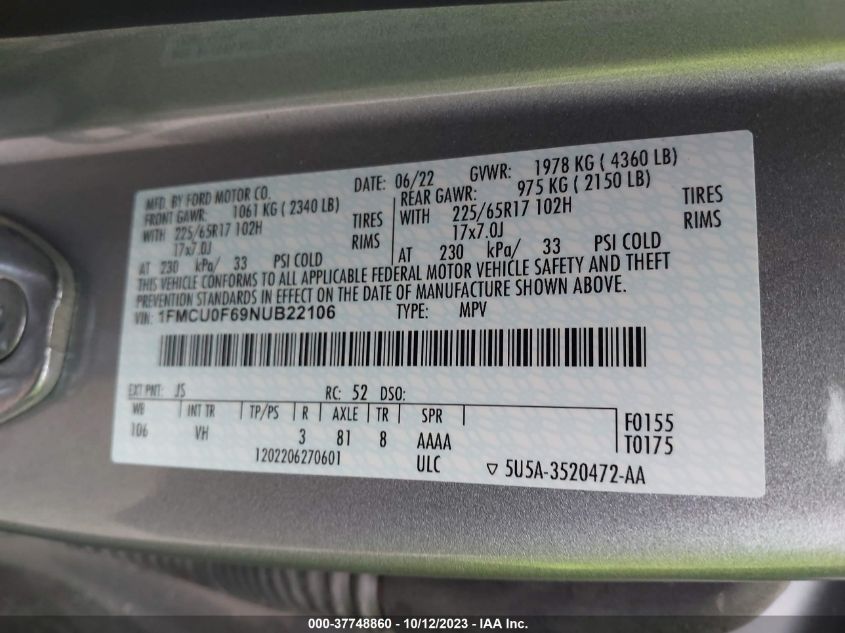 MFD. BY FORD MOTOR CO. DATE: 06/22 GVWR: 1978 KG ( 4360 LB)
FRONT GAWR: 1061 KG ( 2340 LB) REAR GAWR: 975 KG ( 2150 LB)
WITH 225/65R17 102H TIRES WITH 225/65R17 102H TIRES
17x7.0J RIMS 17x7.0J RIMS
AT 230 kPa/ 33 PSI COLD AT 230 kPa/ 33 PSI COLD
THIS VEHICLE CONFORMS TO ALL APPLICABLE FEDERAL MOTOR VEHICLE SAFETY AND THEFT
PREVENTION STANDARDS IN EFFECT ON THE DATE OF MANUFACTURE SHOWN ABOVE.
VIN: 1FMCU0F69NUB22106 TYPE: MPV
EXT PNT: JS RC: 52 DSO:
WB INT TR TP/PS R AXLE TR SPR F0155
106 VH 3 81 8 AAAA T0175
1202206270601 ULC ▽ 5U5A-3520472-AA
000-37748860 - 10/12/2023 - IAA Inc.